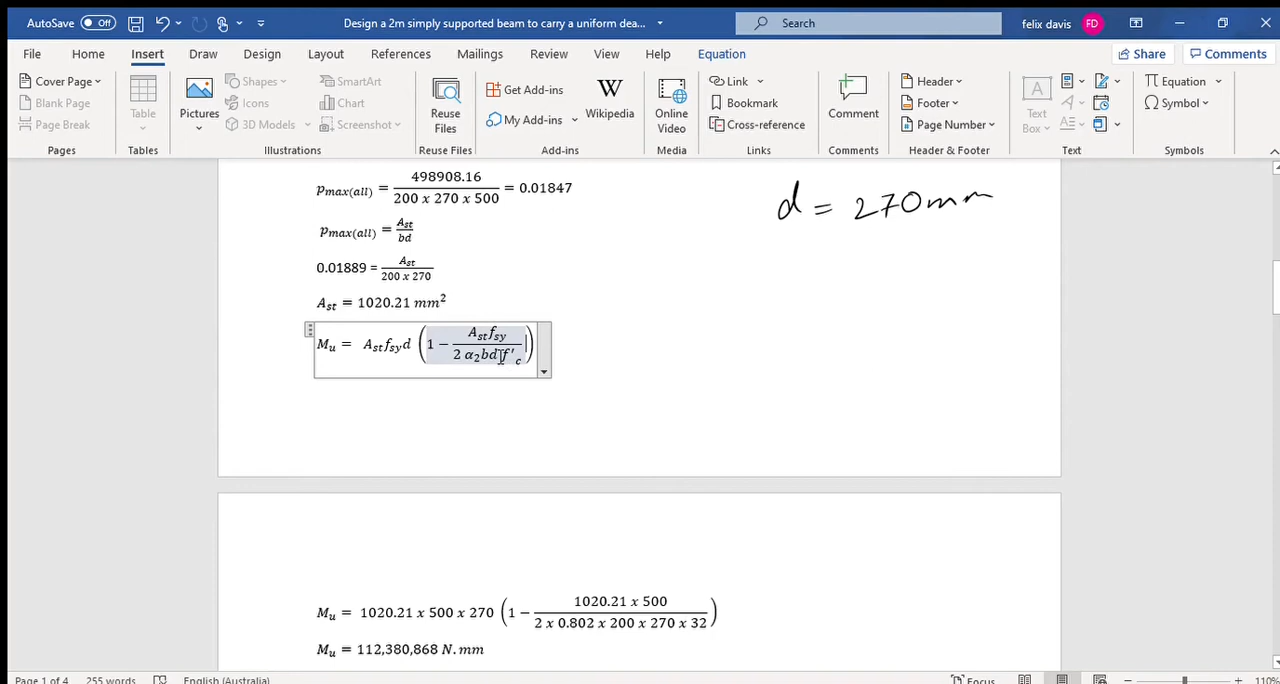 AutoSave Off Design a 2m simply supported beam to carry a uniform dea... Search felix davis FD
File Home Insert Draw Design Layout References Mailings Review View Help Equation Share Comments
Cover Page Blank Page Page Break Table Pictures Shapes Icons 3D Models SmartArt Chart Screenshot Reuse Files Get Add-ins My Add-ins Wikipedia Online Video Link Bookmark Cross-reference Comment Header Footer Page Number Text Box Equation Symbol
Pages Tables Illustrations Reuse Files Add-ins Media Links Comments Header & Footer Text Symbols
p_max(all) = 498908.16 / 200 x 270 x 500 = 0.01847
d = 270mm
p_max(all) = A_st / bd
0.01889 = A_st / 200 x 270
A_st = 1020.21 mm²
M_u = A_st f_sy d (1 − A_st f_sy / 2 α₂bdf'_c)
M_u = 1020.21 x 500 x 270 (1 − 1020.21 x 500 / 2 x 0.802 x 200 x 270 x 32)
M_u = 112,380,868 N.mm
Page 1 of 4 255 words English (Australia) Focus 110%